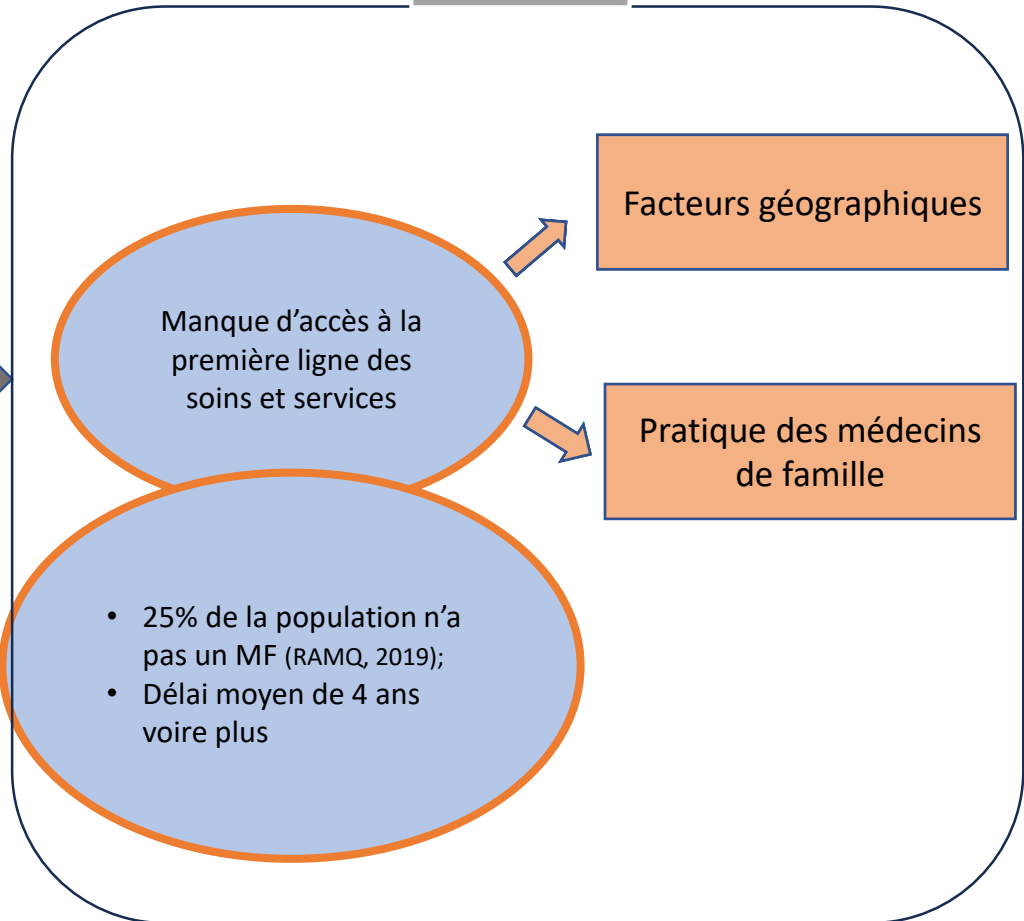 Facteurs géographiques
Manque d'accès à la
première ligne des
soins et services
Pratique des médecins
de famille
• 25% de la population n'a
pas un MF (RAMQ, 2019);
• Délai moyen de 4 ans
voire plus